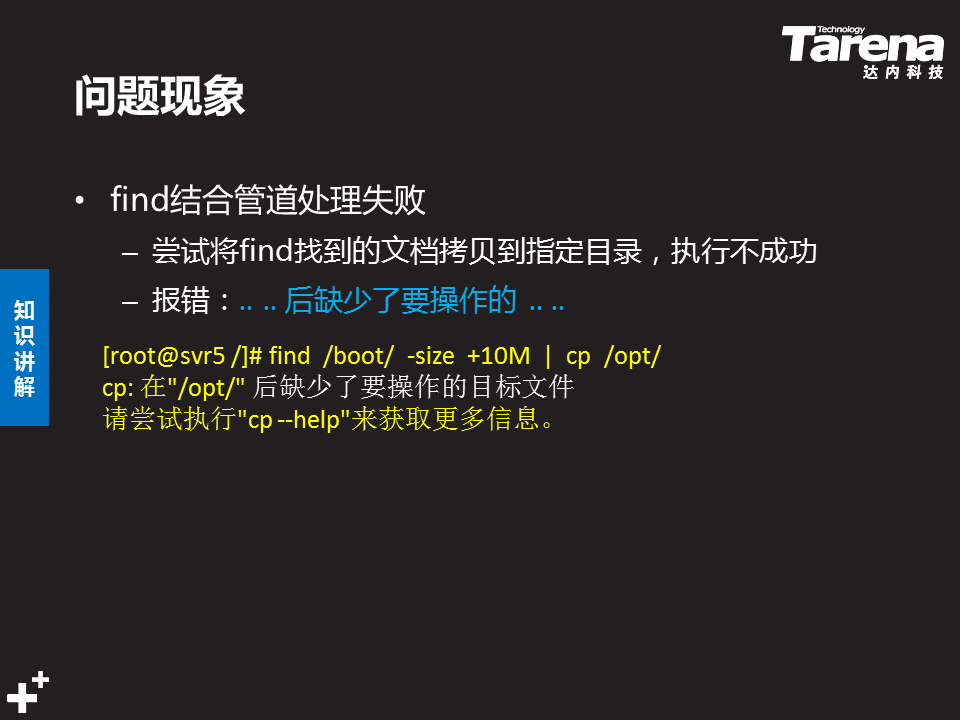 Technology
Tarena
达内科技
问题现象
• find结合管道处理失败
– 尝试将find找到的文档拷贝到指定目录，执行不成功
– 报错：.. .. 后缺少了要操作的 .. ..
知识讲解
[root@svr5 /]# find /boot/ -size +10M | cp /opt/
cp: 在"/opt/" 后缺少了要操作的目标文件
请尝试执行"cp --help"来获取更多信息。